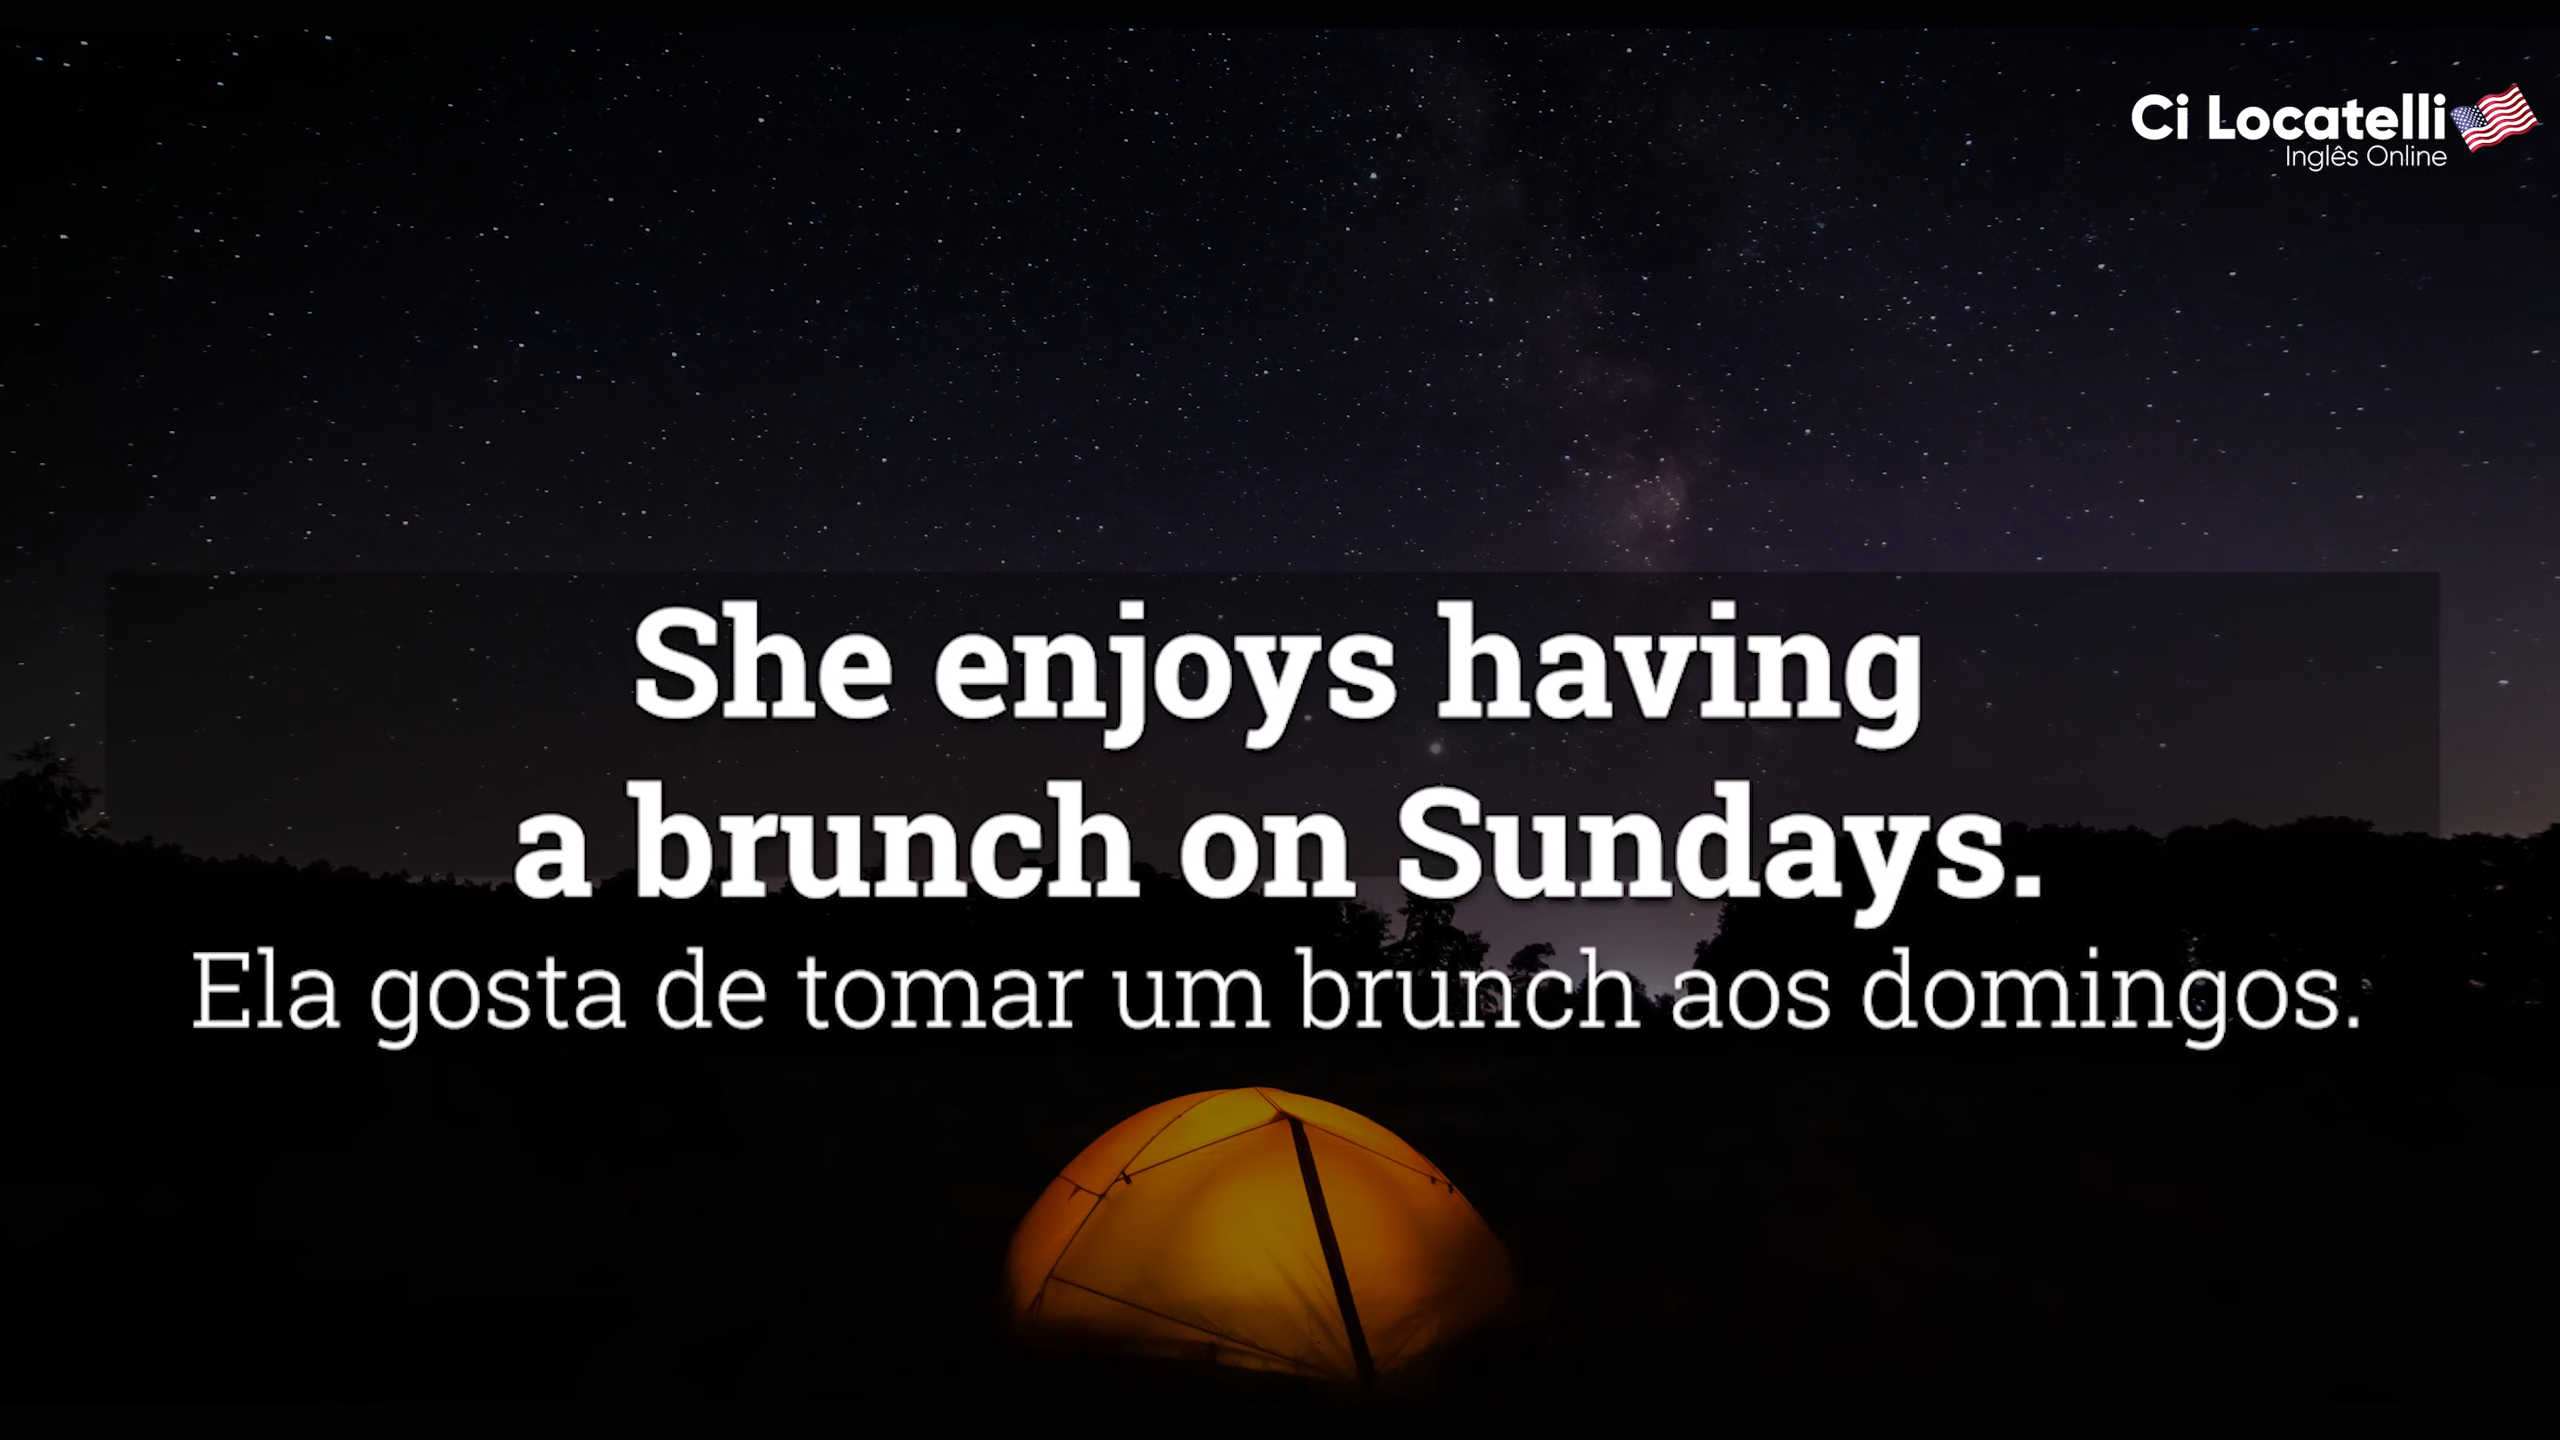 Ci Locatelli
Inglês Online
She enjoys having
a brunch on Sundays.
Ela gosta de tomar um brunch aos domingos.